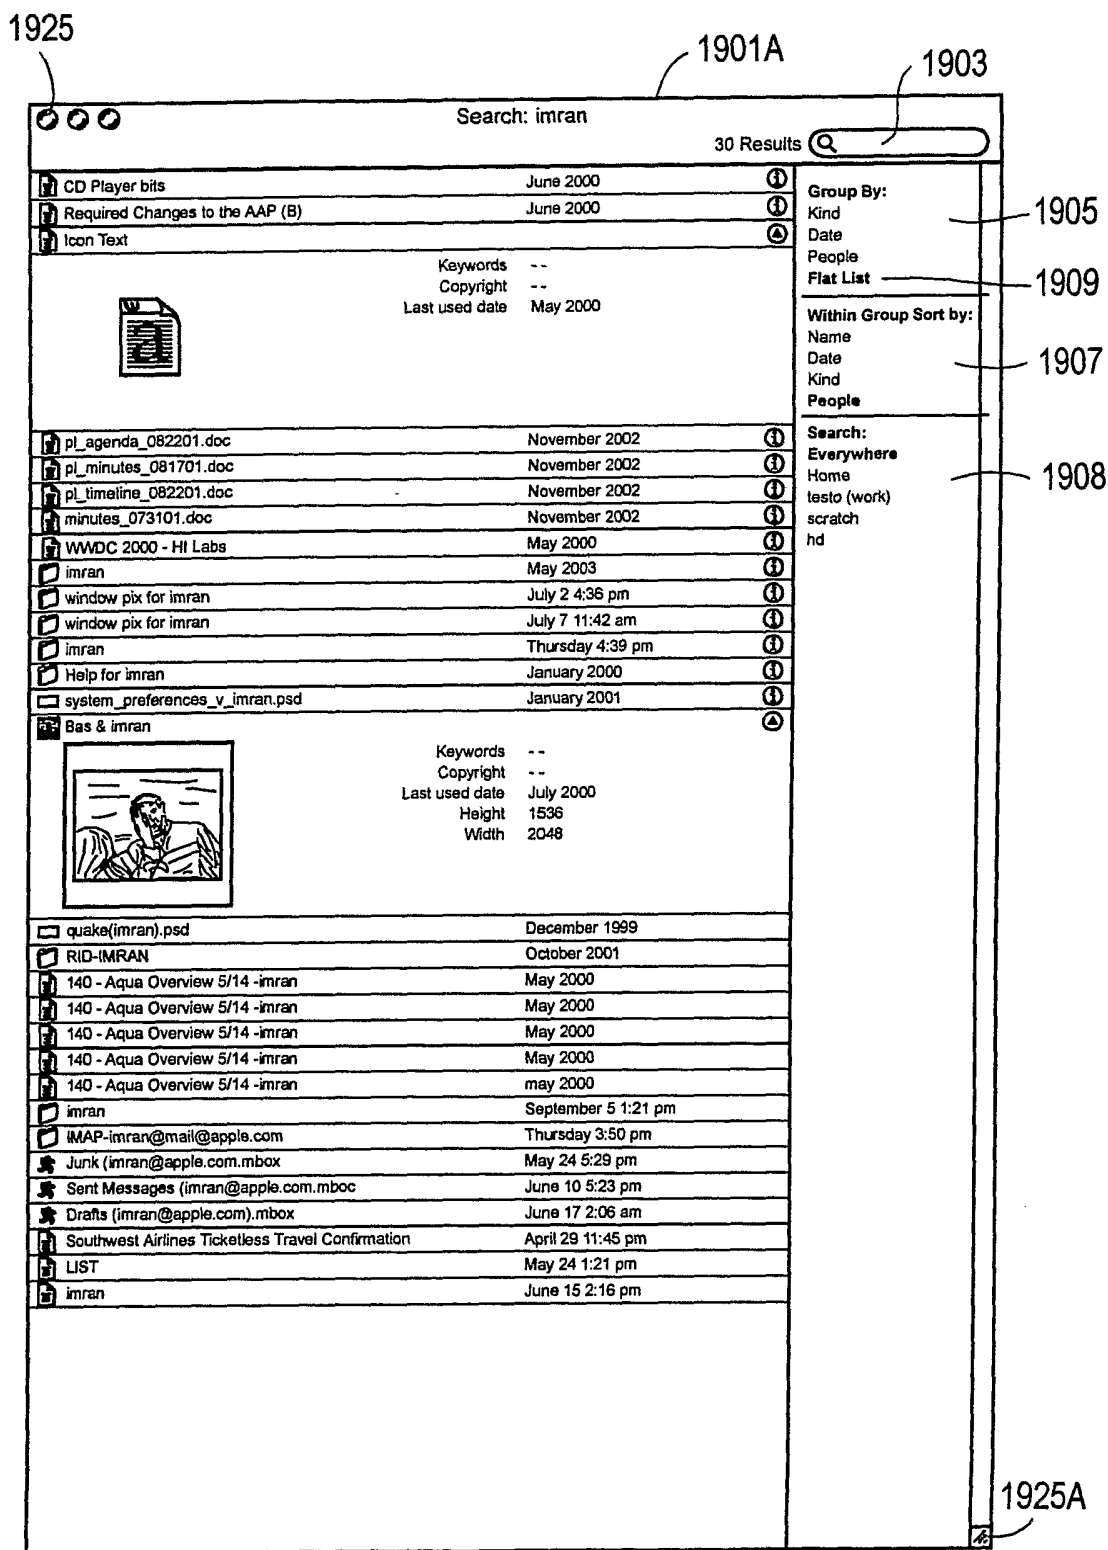 1925
1901A
1903
Search: imran
30 Results
CD Player bits June 2000
Required Changes to the AAP (B) June 2000
Icon Text
Keywords --
Copyright --
Last used date May 2000
W
a
pl_agenda_082201.doc November 2002
pl_minutes_081701.doc November 2002
pl_timeline_082201.doc November 2002
minutes_073101.doc November 2002
WWDC 2000 - HI Labs May 2000
imran May 2003
window pix for imran July 2 4:36 pm
window pix for imran July 7 11:42 am
imran Thursday 4:39 pm
Help for imran January 2000
system_preferences_v_imran.psd January 2001
Bas & imran
Keywords --
Copyright --
Last used date July 2000
Height 1536
Width 2048
quake(imran).psd December 1999
RID-IMRAN October 2001
140 - Aqua Overview 5/14 -imran May 2000
140 - Aqua Overview 5/14 -imran May 2000
140 - Aqua Overview 5/14 -imran May 2000
140 - Aqua Overview 5/14 -imran May 2000
140 - Aqua Overview 5/14 -imran may 2000
imran September 5 1:21 pm
IMAP-imran@mail@apple.com Thursday 3:50 pm
Junk (imran@apple.com.mbox May 24 5:29 pm
Sent Messages (imran@apple.com.mboc June 10 5:23 pm
Drafts (imran@apple.com).mbox June 17 2:06 am
Southwest Airlines Ticketless Travel Confirmation April 29 11:45 pm
LIST May 24 1:21 pm
imran June 15 2:16 pm
Group By:
Kind
Date
People
Flat List
Within Group Sort by:
Name
Date
Kind
People
Search:
Everywhere
Home
testo (work)
scratch
hd
1905
1909
1907
1908
1925A